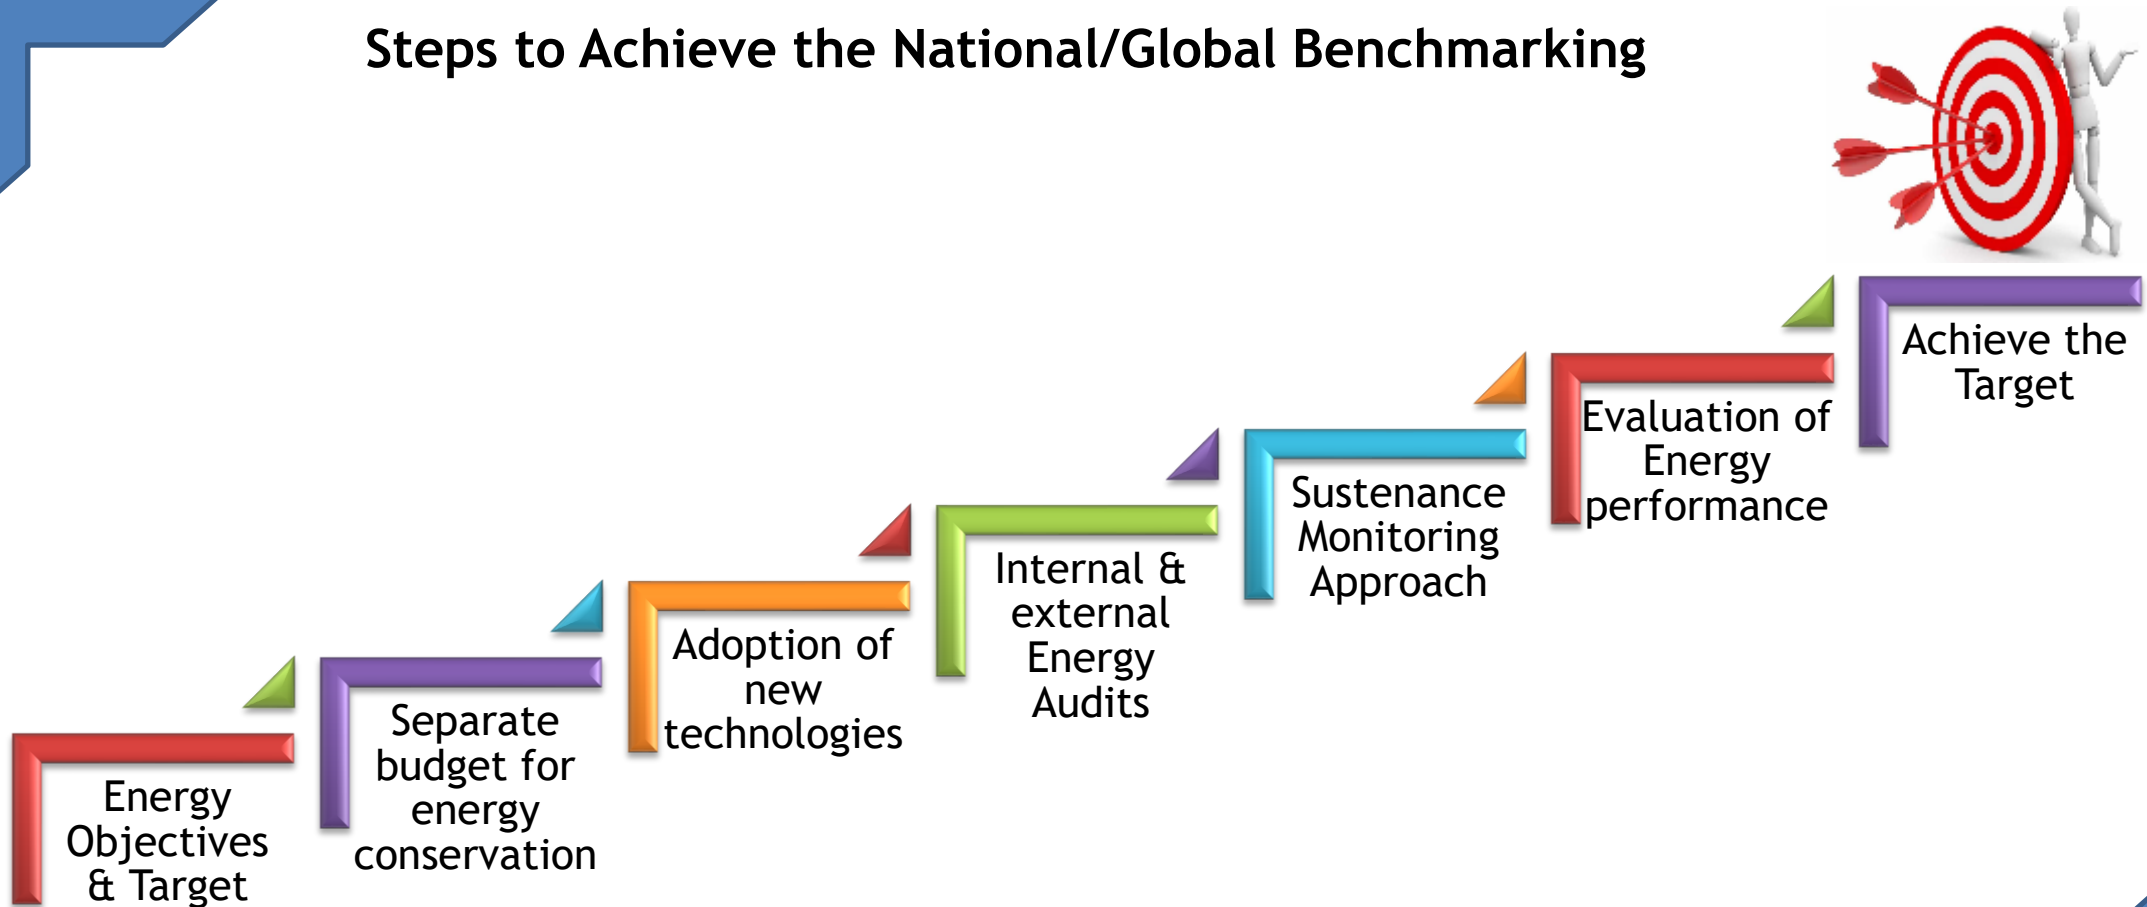 Steps to Achieve the National/Global Benchmarking
Energy
Objectives
& Target
Separate
budget for
energy
conservation
Adoption of
new
technologies
Internal &
external
Energy
Audits
Sustenance
Monitoring
Approach
Evaluation of
Energy
performance
Achieve the
Target